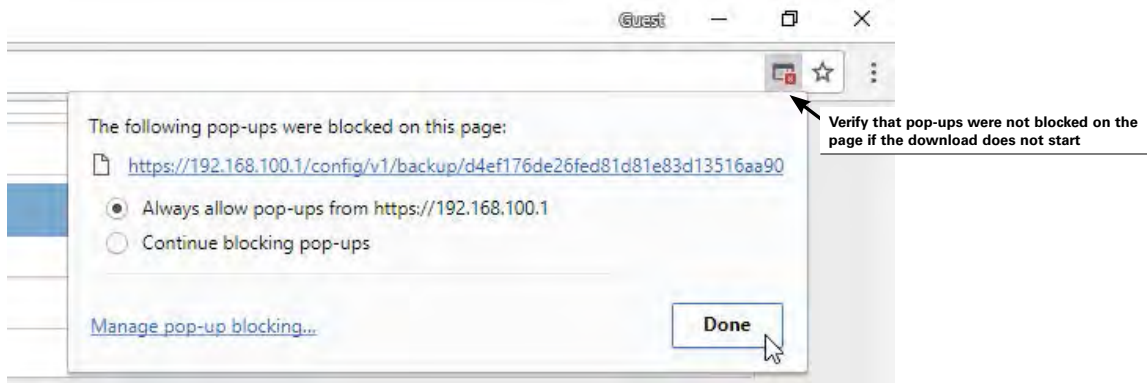 Guest
The following pop-ups were blocked on this page:
https://192.168.100.1/config/v1/backup/d4ef176de26fed81d81e83d13516aa90
Always allow pop-ups from https://192.168.100.1
Continue blocking pop-ups
Manage pop-up blocking...
Done
Verify that pop-ups were not blocked on the
page if the download does not start